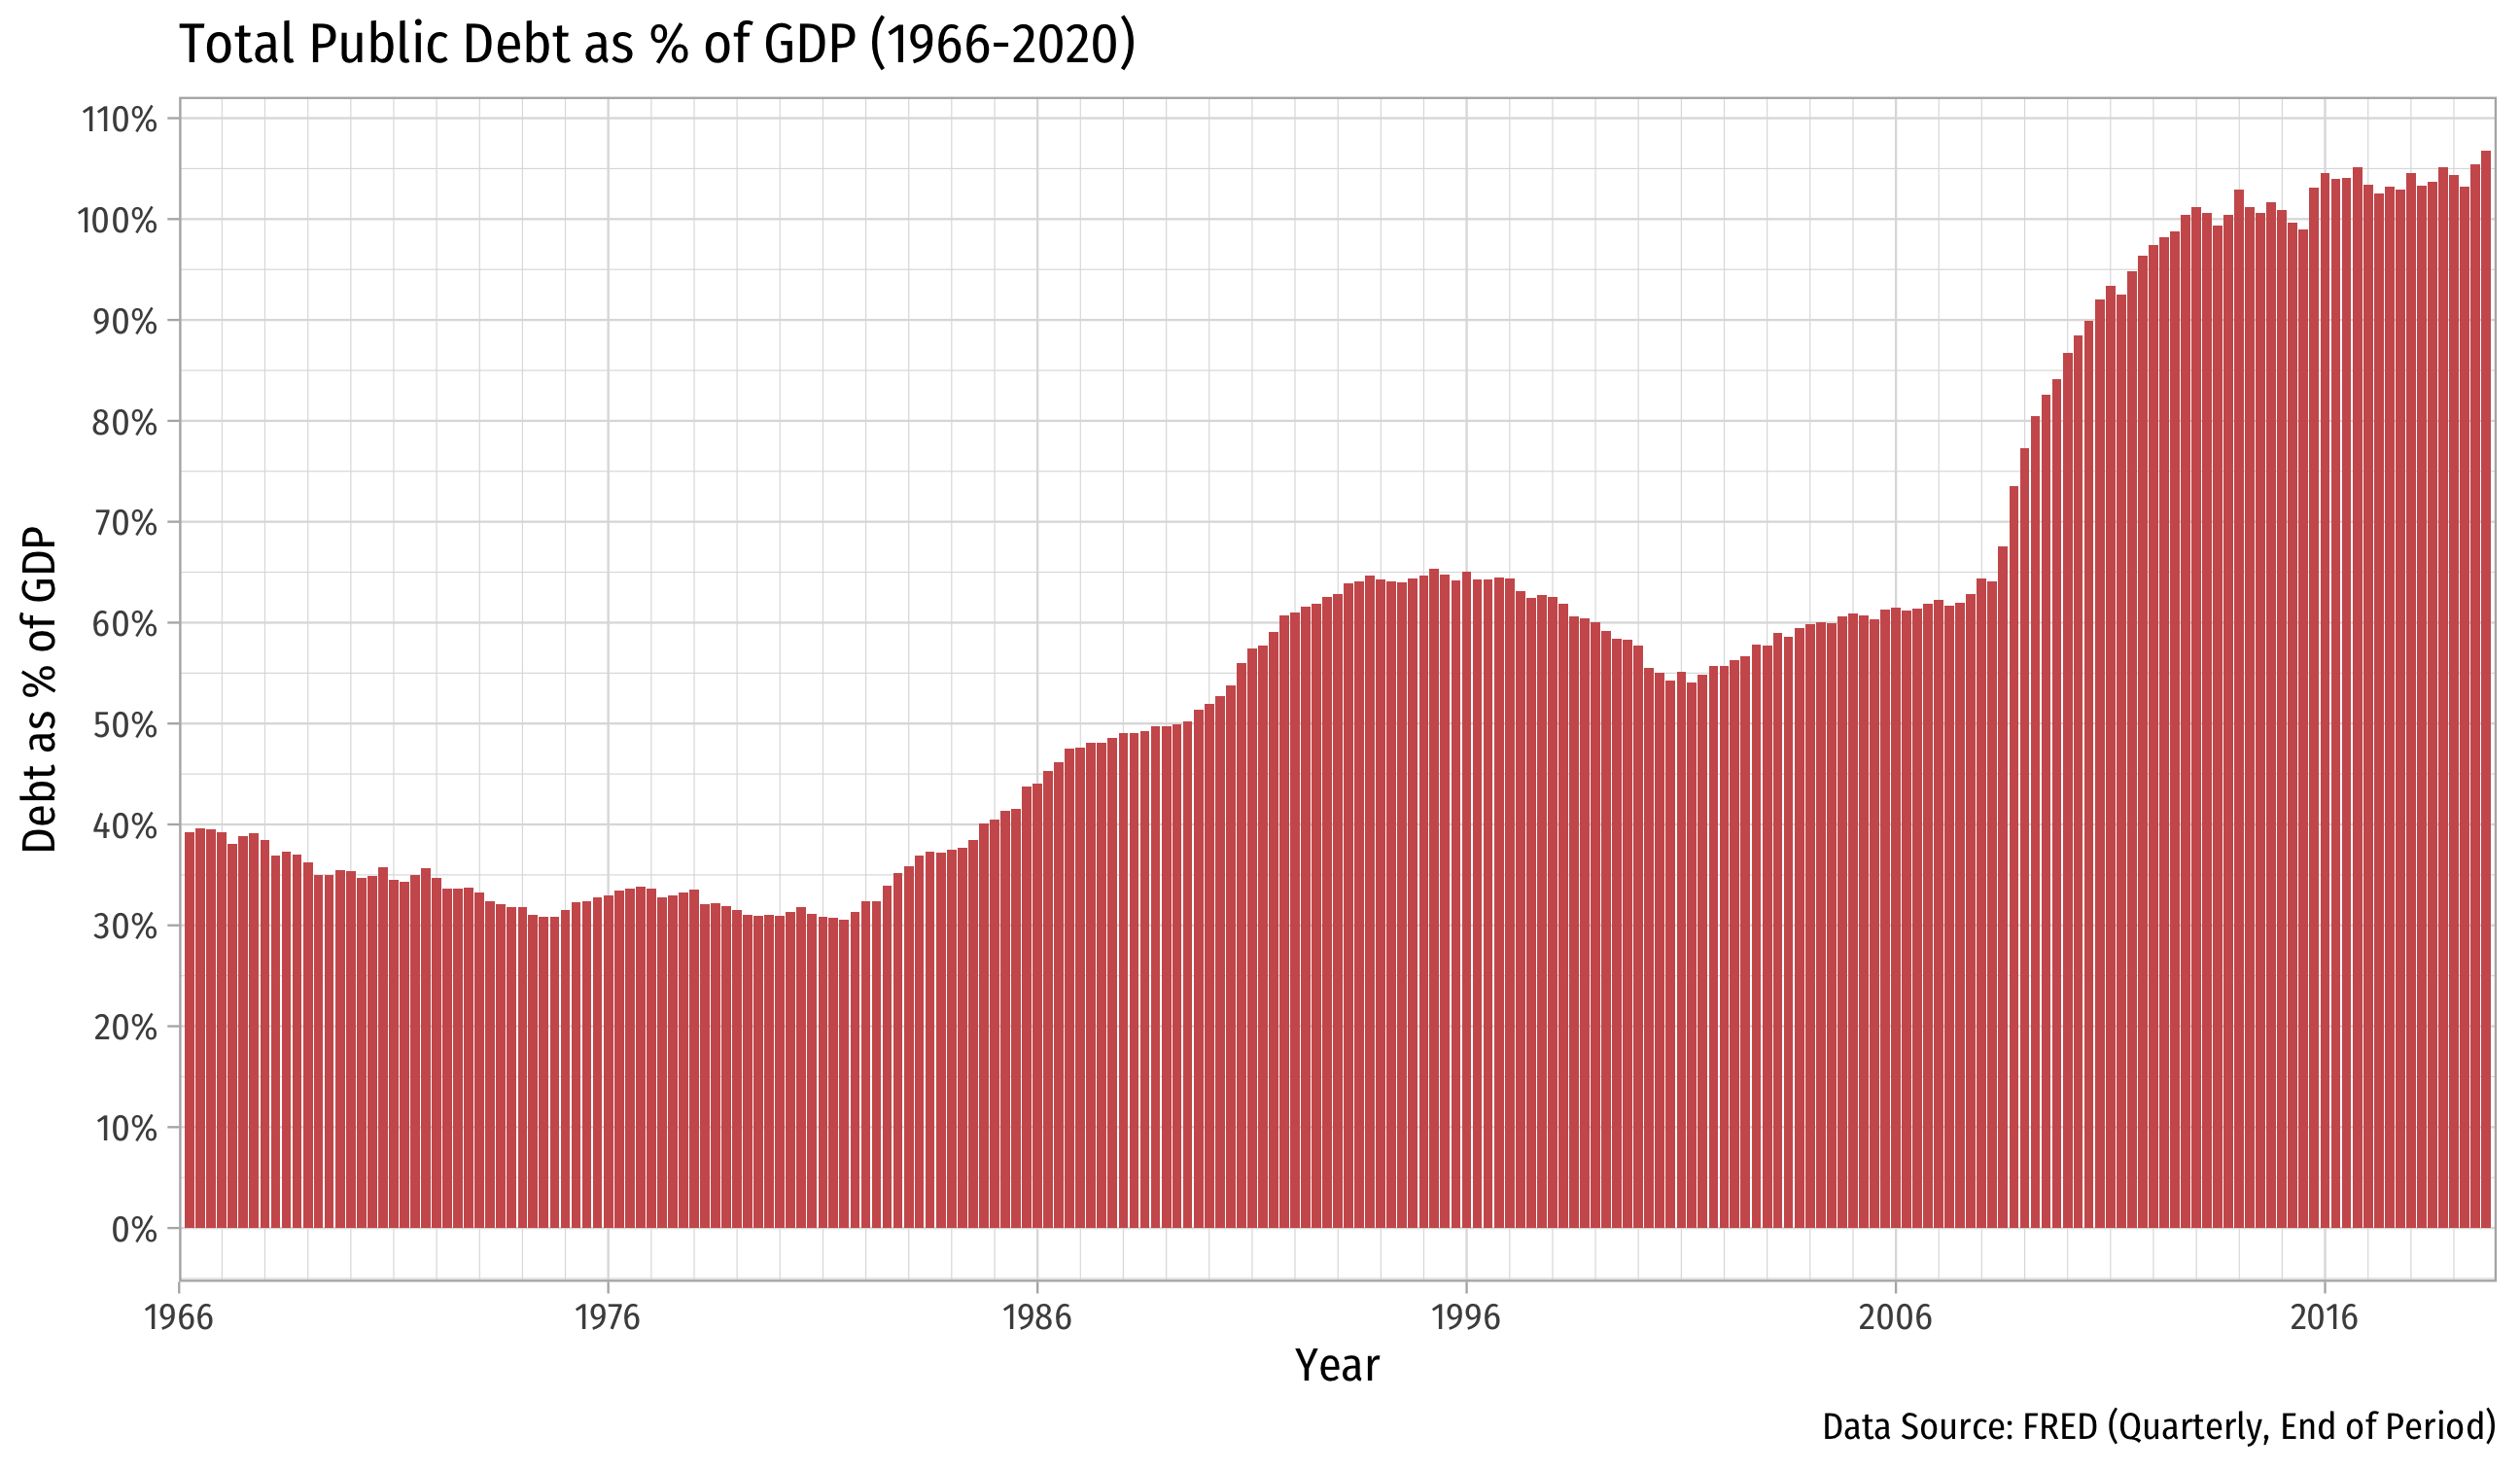 Total Public Debt as % of GDP (1966-2020)
110%
100%
90%
80%
70%
60%
50%
40%
30%
20%
10%
0%
Debt as % of GDP
1966 1976 1986 1996 2006 2016
Year
Data Source: FRED (Quarterly, End of Period)